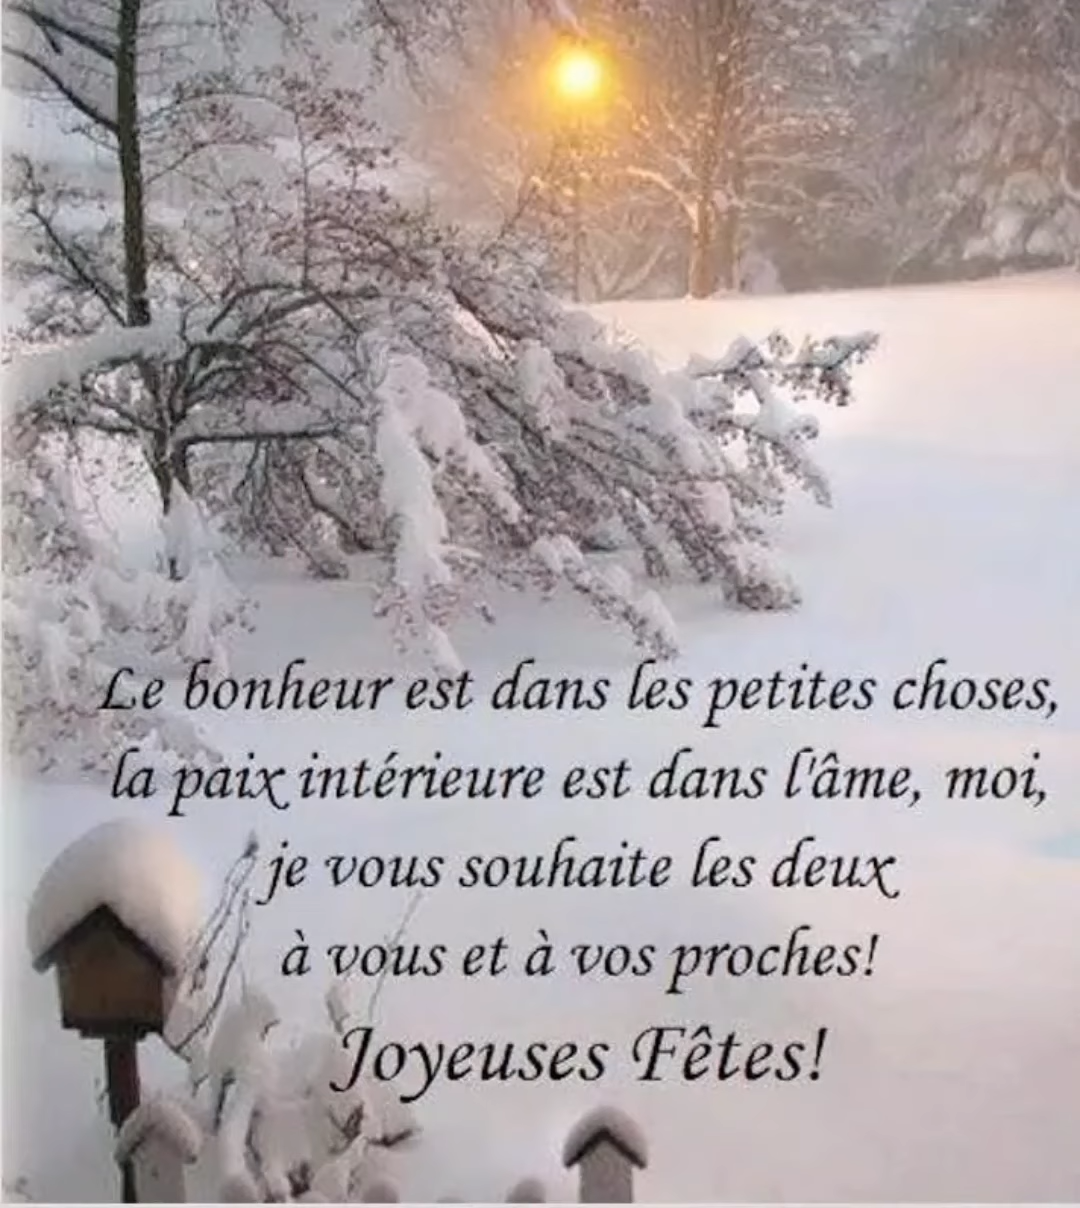 Le bonheur est dans les petites choses,
la paix intérieure est dans l'âme, moi,
je vous souhaite les deux
à vous et à vos proches!
Joyeuses Fêtes!